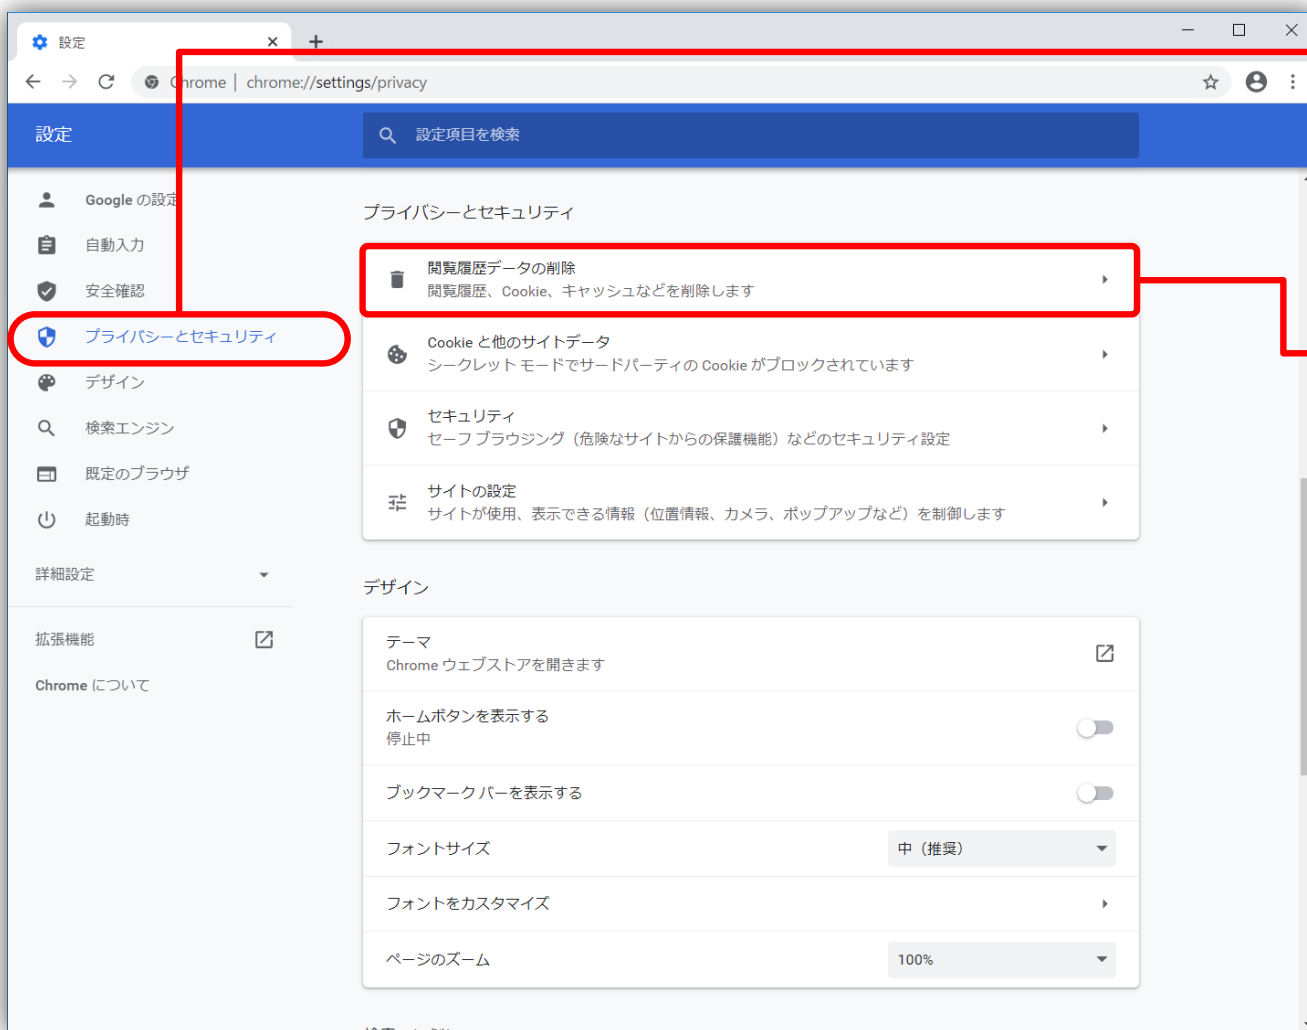 設定
Chrome | chrome://settings/privacy
設定
設定項目を検索
Google の設定
自動入力
安全確認
プライバシーとセキュリティ
デザイン
検索エンジン
既定のブラウザ
起動時
詳細設定
拡張機能
Chrome について
プライバシーとセキュリティ
閲覧履歴データの削除
閲覧履歴、Cookie、キャッシュなどを削除します
Cookie と他のサイトデータ
シークレット モードでサードパーティの Cookie がブロックされています
セキュリティ
セーフ ブラウジング（危険なサイトからの保護機能）などのセキュリティ設定
サイトの設定
サイトが使用、表示できる情報（位置情報、カメラ、ポップアップなど）を制御します
デザイン
テーマ
Chrome ウェブストアを開きます
ホームボタンを表示する
停止中
ブックマーク バーを表示する
フォントサイズ
中（推奨）
フォントをカスタマイズ
ページのズーム
100%